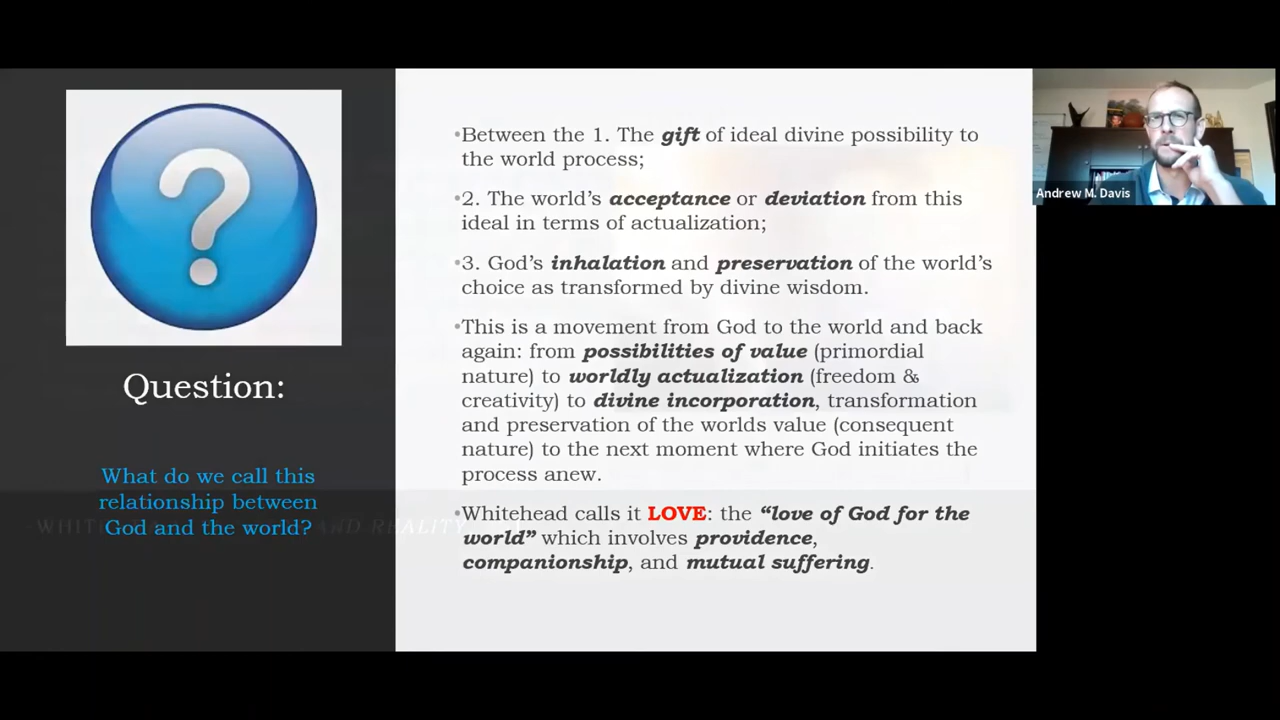 Question:
What do we call this
relationship between
God and the world?
•Between the 1. The gift of ideal divine possibility to
the world process;
•2. The world's acceptance or deviation from this
ideal in terms of actualization;
•3. God's inhalation and preservation of the world's
choice as transformed by divine wisdom.
•This is a movement from God to the world and back
again: from possibilities of value (primordial
nature) to worldly actualization (freedom &
creativity) to divine incorporation, transformation
and preservation of the worlds value (consequent
nature) to the next moment where God initiates the
process anew.
•Whitehead calls it LOVE: the “love of God for the
world” which involves providence,
companionship, and mutual suffering.
Andrew M. Davis
AND REALITY